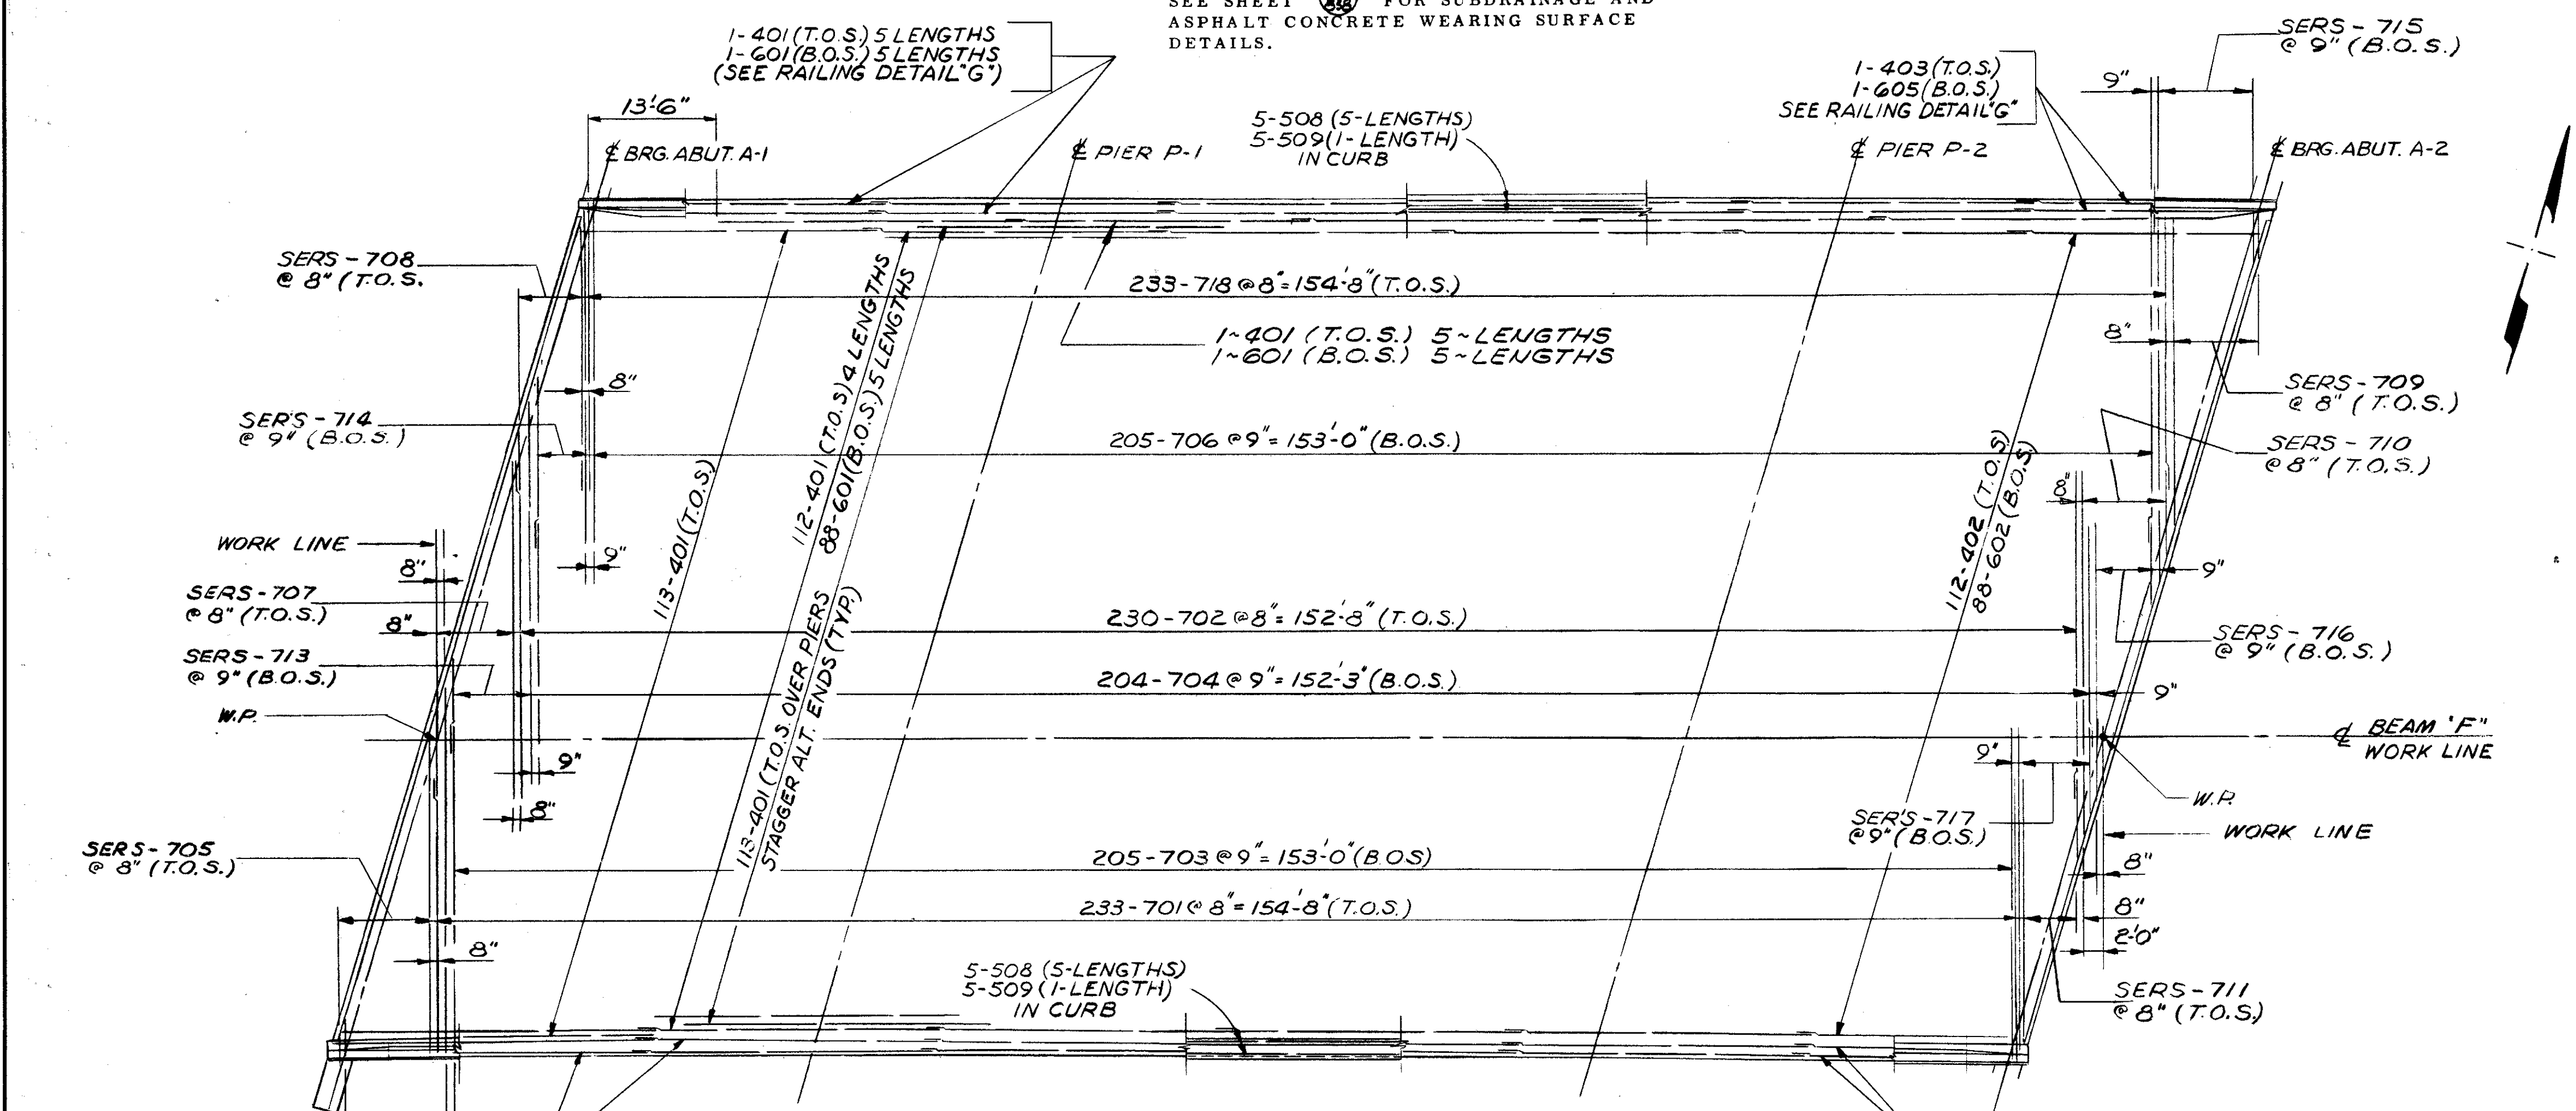 SEE SHEET FOR SUBDRAINAGE AND
ASPHALT CONCRETE WEARING SURFACE
DETAILS.
1-401 (T.O.S.) 5 LENGTHS
1-601 (B.O.S.) 5 LENGTHS
(SEE RAILING DETAIL "G")
SERS-715
@ 9" (B.O.S.)
1-403 (T.O.S.)
1-605 (B.O.S.)
SEE RAILING DETAIL "G"
9"
13'-6"
5-508 (5-LENGTHS)
5-509 (1-LENGTH)
IN CURB
℄ BRG. ABUT. A-1
℄ PIER P-1
℄ PIER P-2
℄ BRG. ABUT. A-2
SERS-708
@ 8" (T.O.S.
233-718 @ 8" = 154'-8" (T.O.S.)
1~401 (T.O.S.) 5~LENGTHS
1~601 (B.O.S.) 5~LENGTHS
8"
8"
SERS-709
@ 8" (T.O.S.)
SER'S-714
@ 9" (B.O.S.)
205-706 @ 9" = 153'-0" (B.O.S.)
SERS-710
@ 8" (T.O.S.)
8"
113-401 (T.O.S)
112-401 (T.O.S) 4 LENGTHS
88-601 (B.O.S.) 5 LENGTHS
113-401 (T.O.S. OVER PIERS
STAGGER ALT. ENDS (TYP.)
112-402 (T.O.S)
88-602 (B.O.S.)
WORK LINE
9"
8"
9"
SERS-707
@ 8" (T.O.S.)
8"
230-702 @ 8" = 152'-8" (T.O.S.)
SERS-716
@ 9" (B.O.S.)
SERS-713
@ 9" (B.O.S.)
204-704 @ 9" = 152'-3" (B.O.S.)
9"
W.P.
℄ BEAM "F"
WORK LINE
9"
9"
W.P.
8"
SER'S-717
@ 9" (B.O.S.)
WORK LINE
SERS-705
@ 8" (T.O.S.)
205-703 @ 9" = 153'-0" (B.O.S)
8"
233-701 @ 8" = 154'-8" (T.O.S.)
8"
8"
2'-0"
5-508 (5-LENGTHS)
5-509 (1-LENGTH)
IN CURB
SERS-711
@ 8" (T.O.S.)